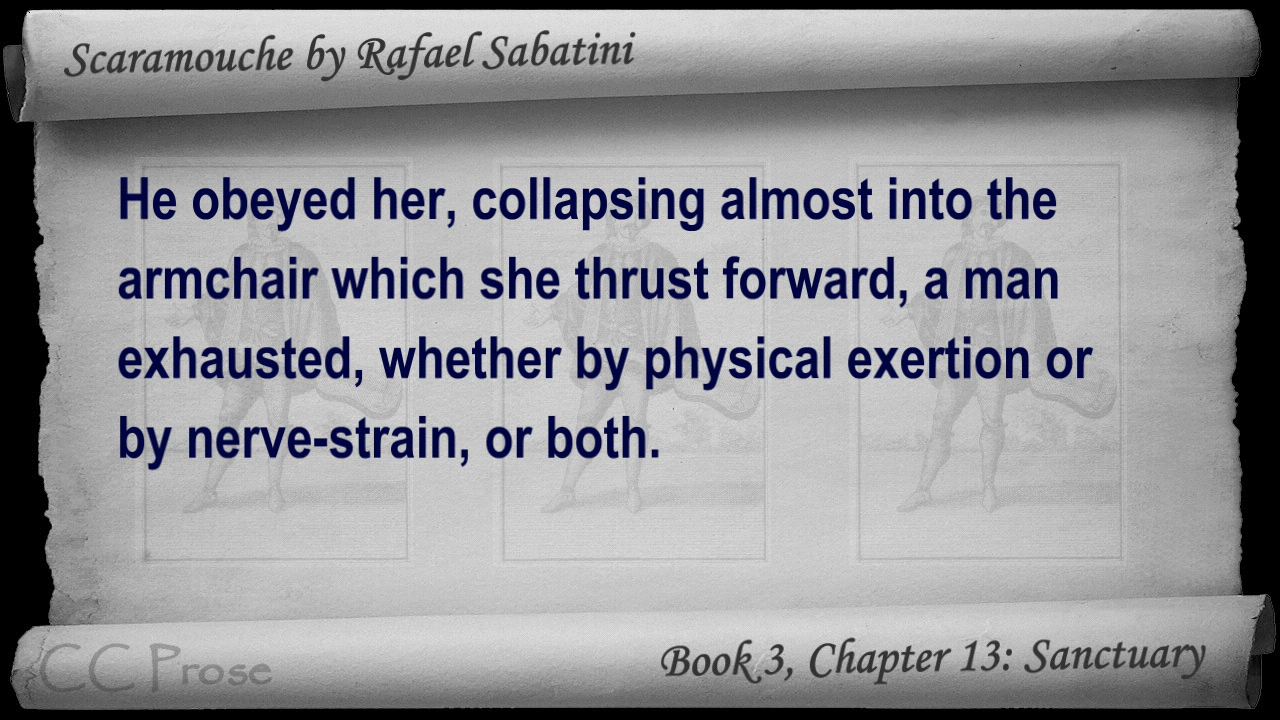 Scaramouche by Rafael Sabatini
He obeyed her, collapsing almost into the
armchair which she thrust forward, a man
exhausted, whether by physical exertion or
by nerve-strain, or both.
CC Prose
Book 3, Chapter 13: Sanctuary